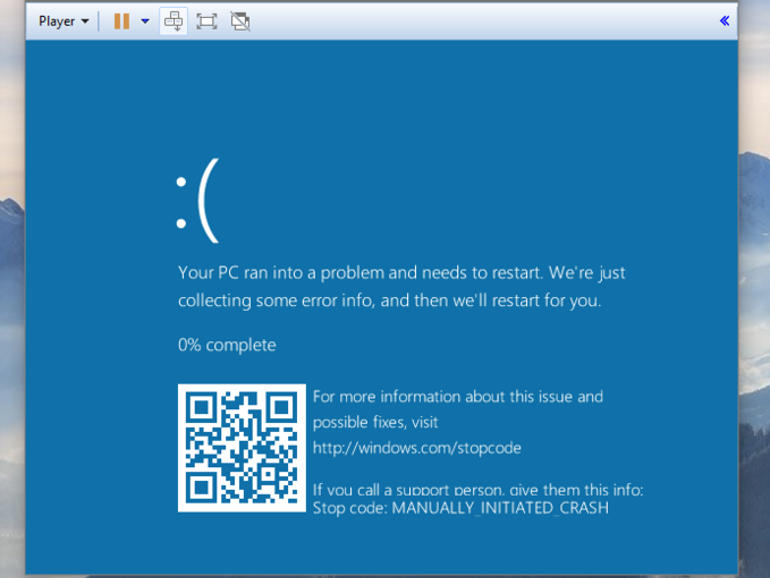 Player
:(
Your PC ran into a problem and needs to restart. We're just
collecting some error info, and then we'll restart for you.
0% complete
For more information about this issue and
possible fixes, visit
http://windows.com/stopcode
If you call a support person, give them this info:
Stop code: MANUALLY_INITIATED_CRASH